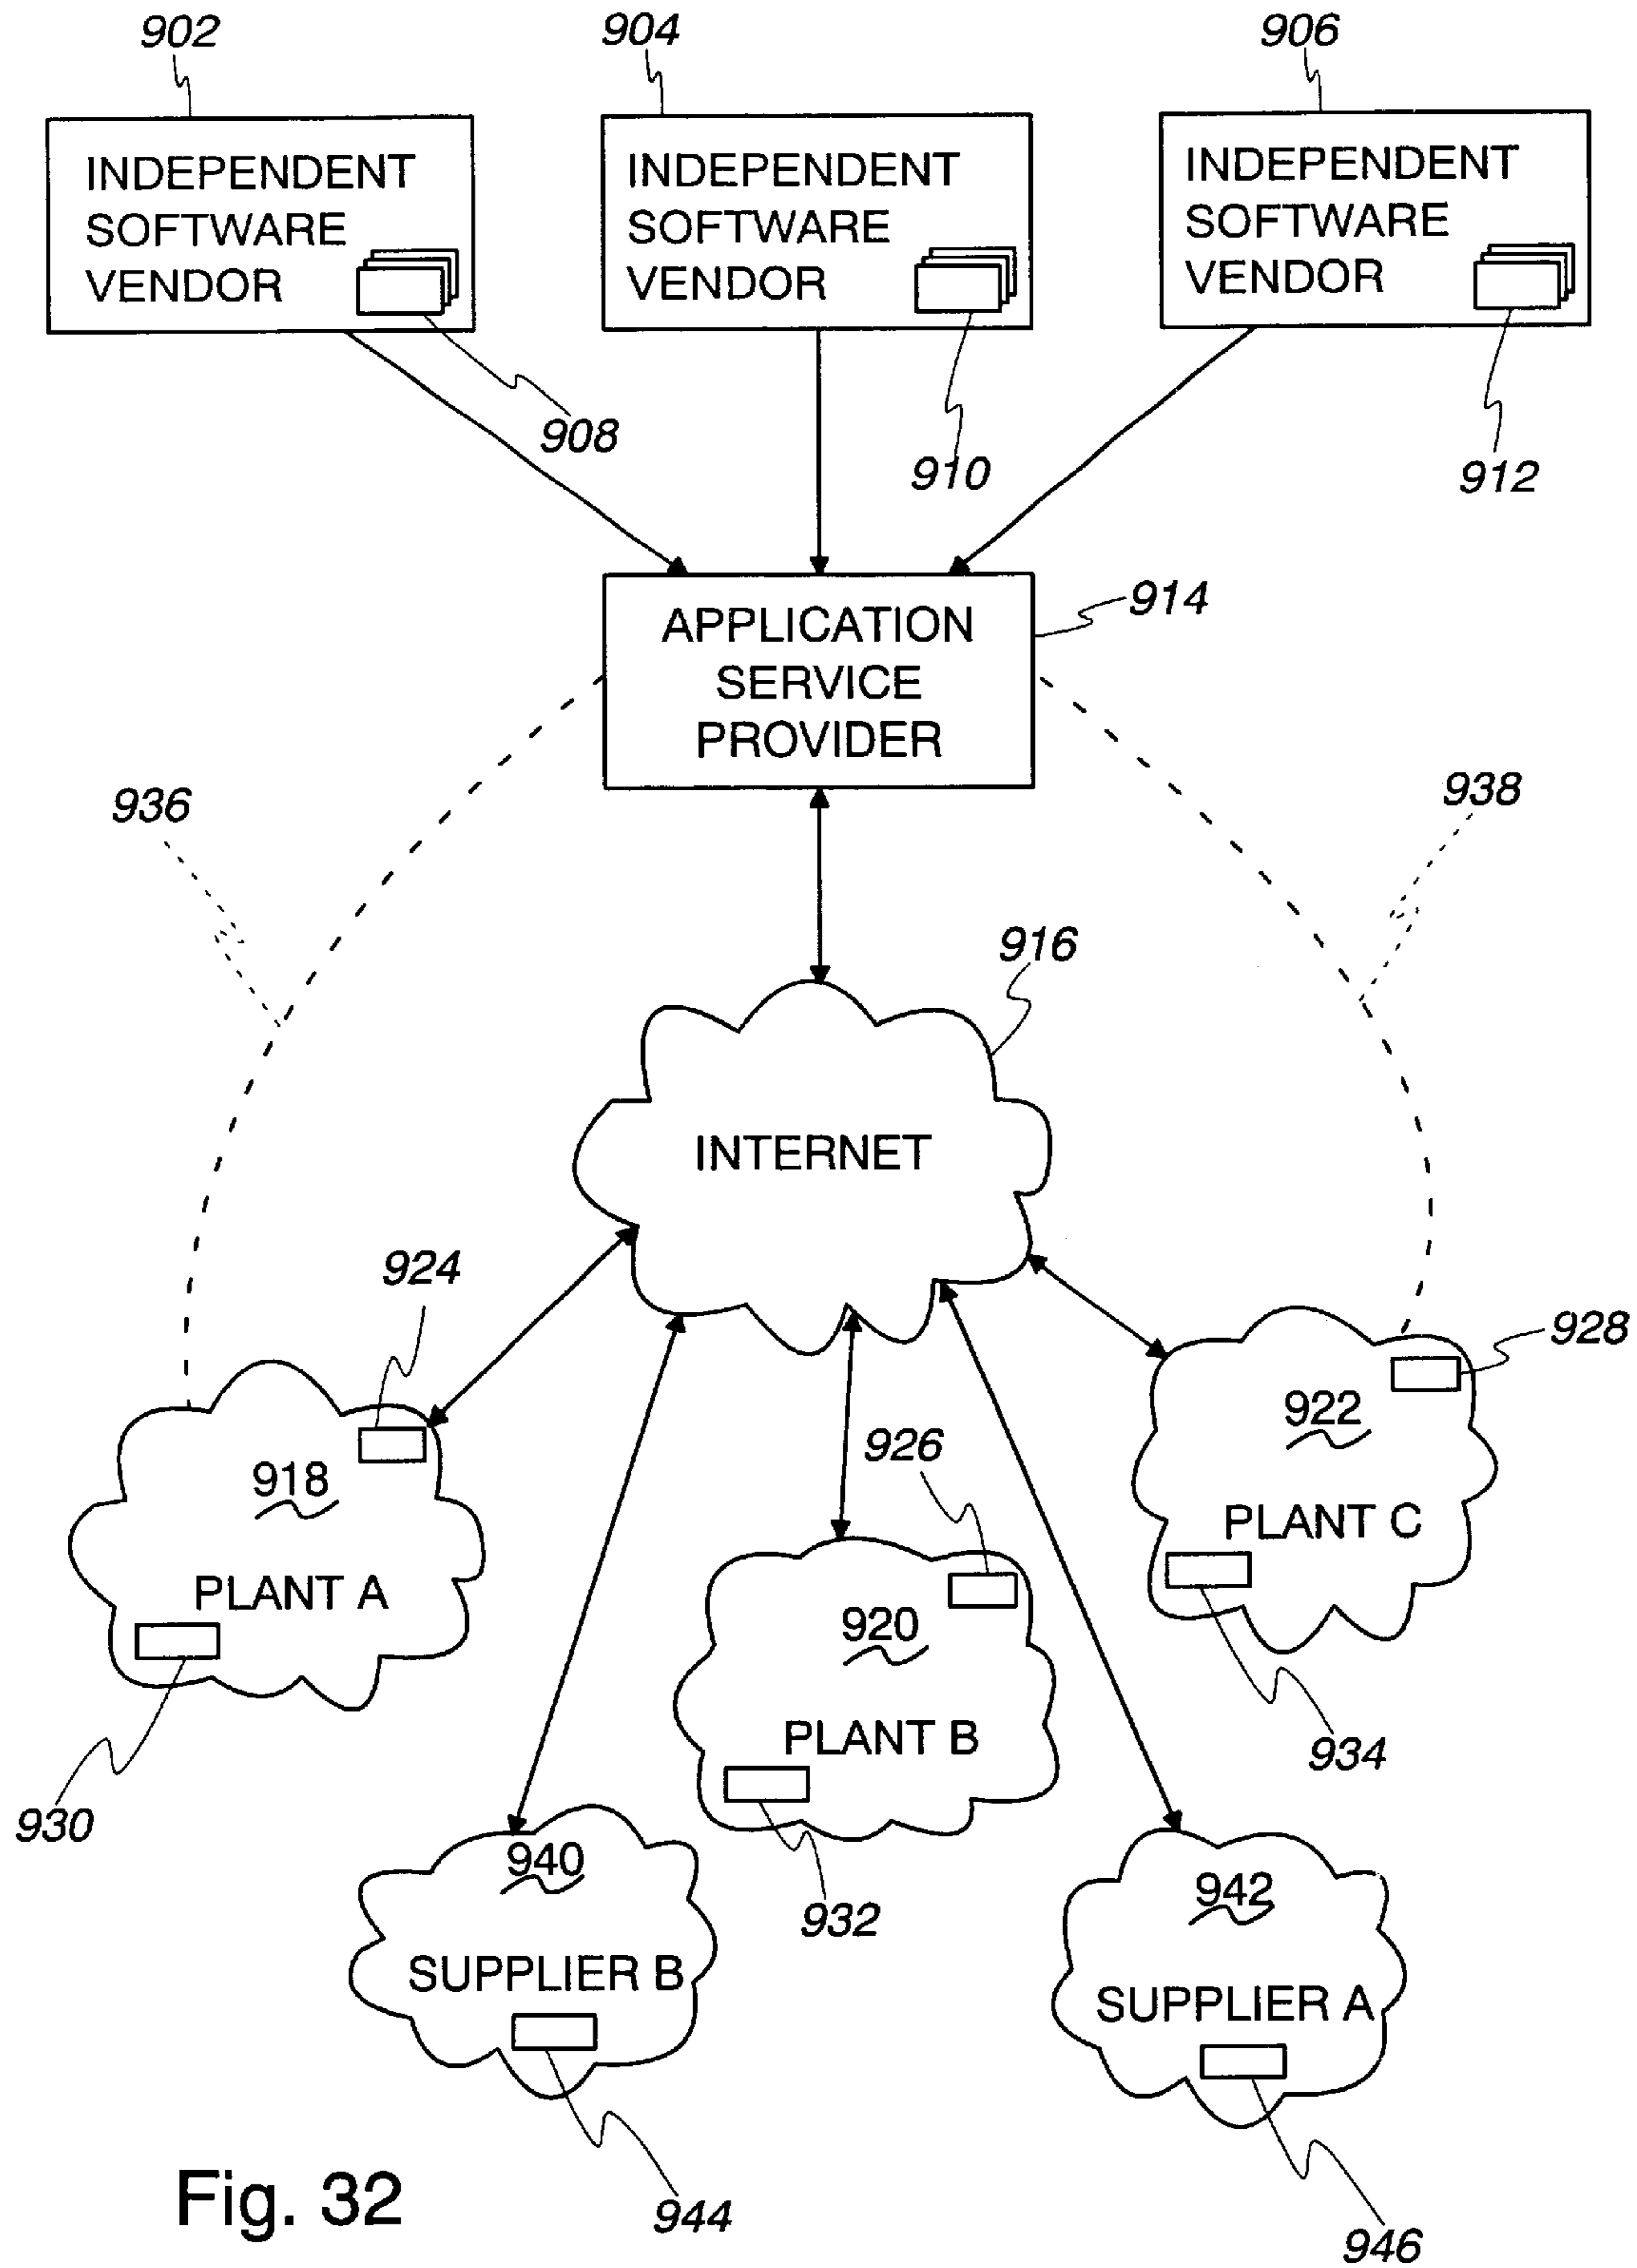 902
904
906
INDEPENDENT
SOFTWARE
VENDOR
INDEPENDENT
SOFTWARE
VENDOR
INDEPENDENT
SOFTWARE
VENDOR
908
910
912
APPLICATION
SERVICE
PROVIDER
914
936
938
916
INTERNET
924
928
922
926
918
PLANT C
PLANT A
920
PLANT B
934
930
940
942
932
SUPPLIER B
SUPPLIER A
Fig. 32
944
946